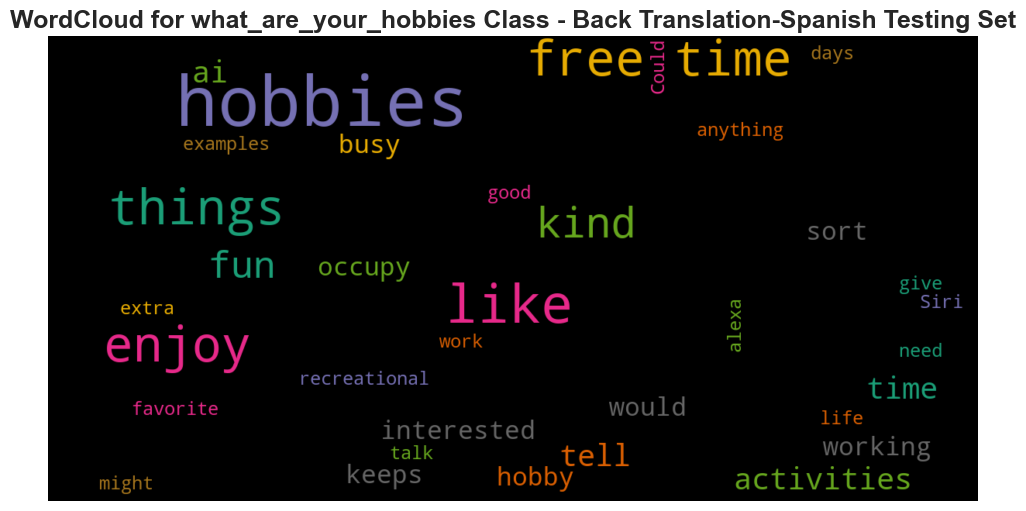 WordCloud for what_are_your_hobbies Class - Back Translation-Spanish Testing Set
free time
Could
days
ai
hobbies
anything
examples
busy
good
things
kind
sort
fun
occupy
give
Siri
extra
like
alexa
enjoy
work
need
recreational
time
favorite
would
life
interested
talk
tell
working
keeps
hobby
activities
might